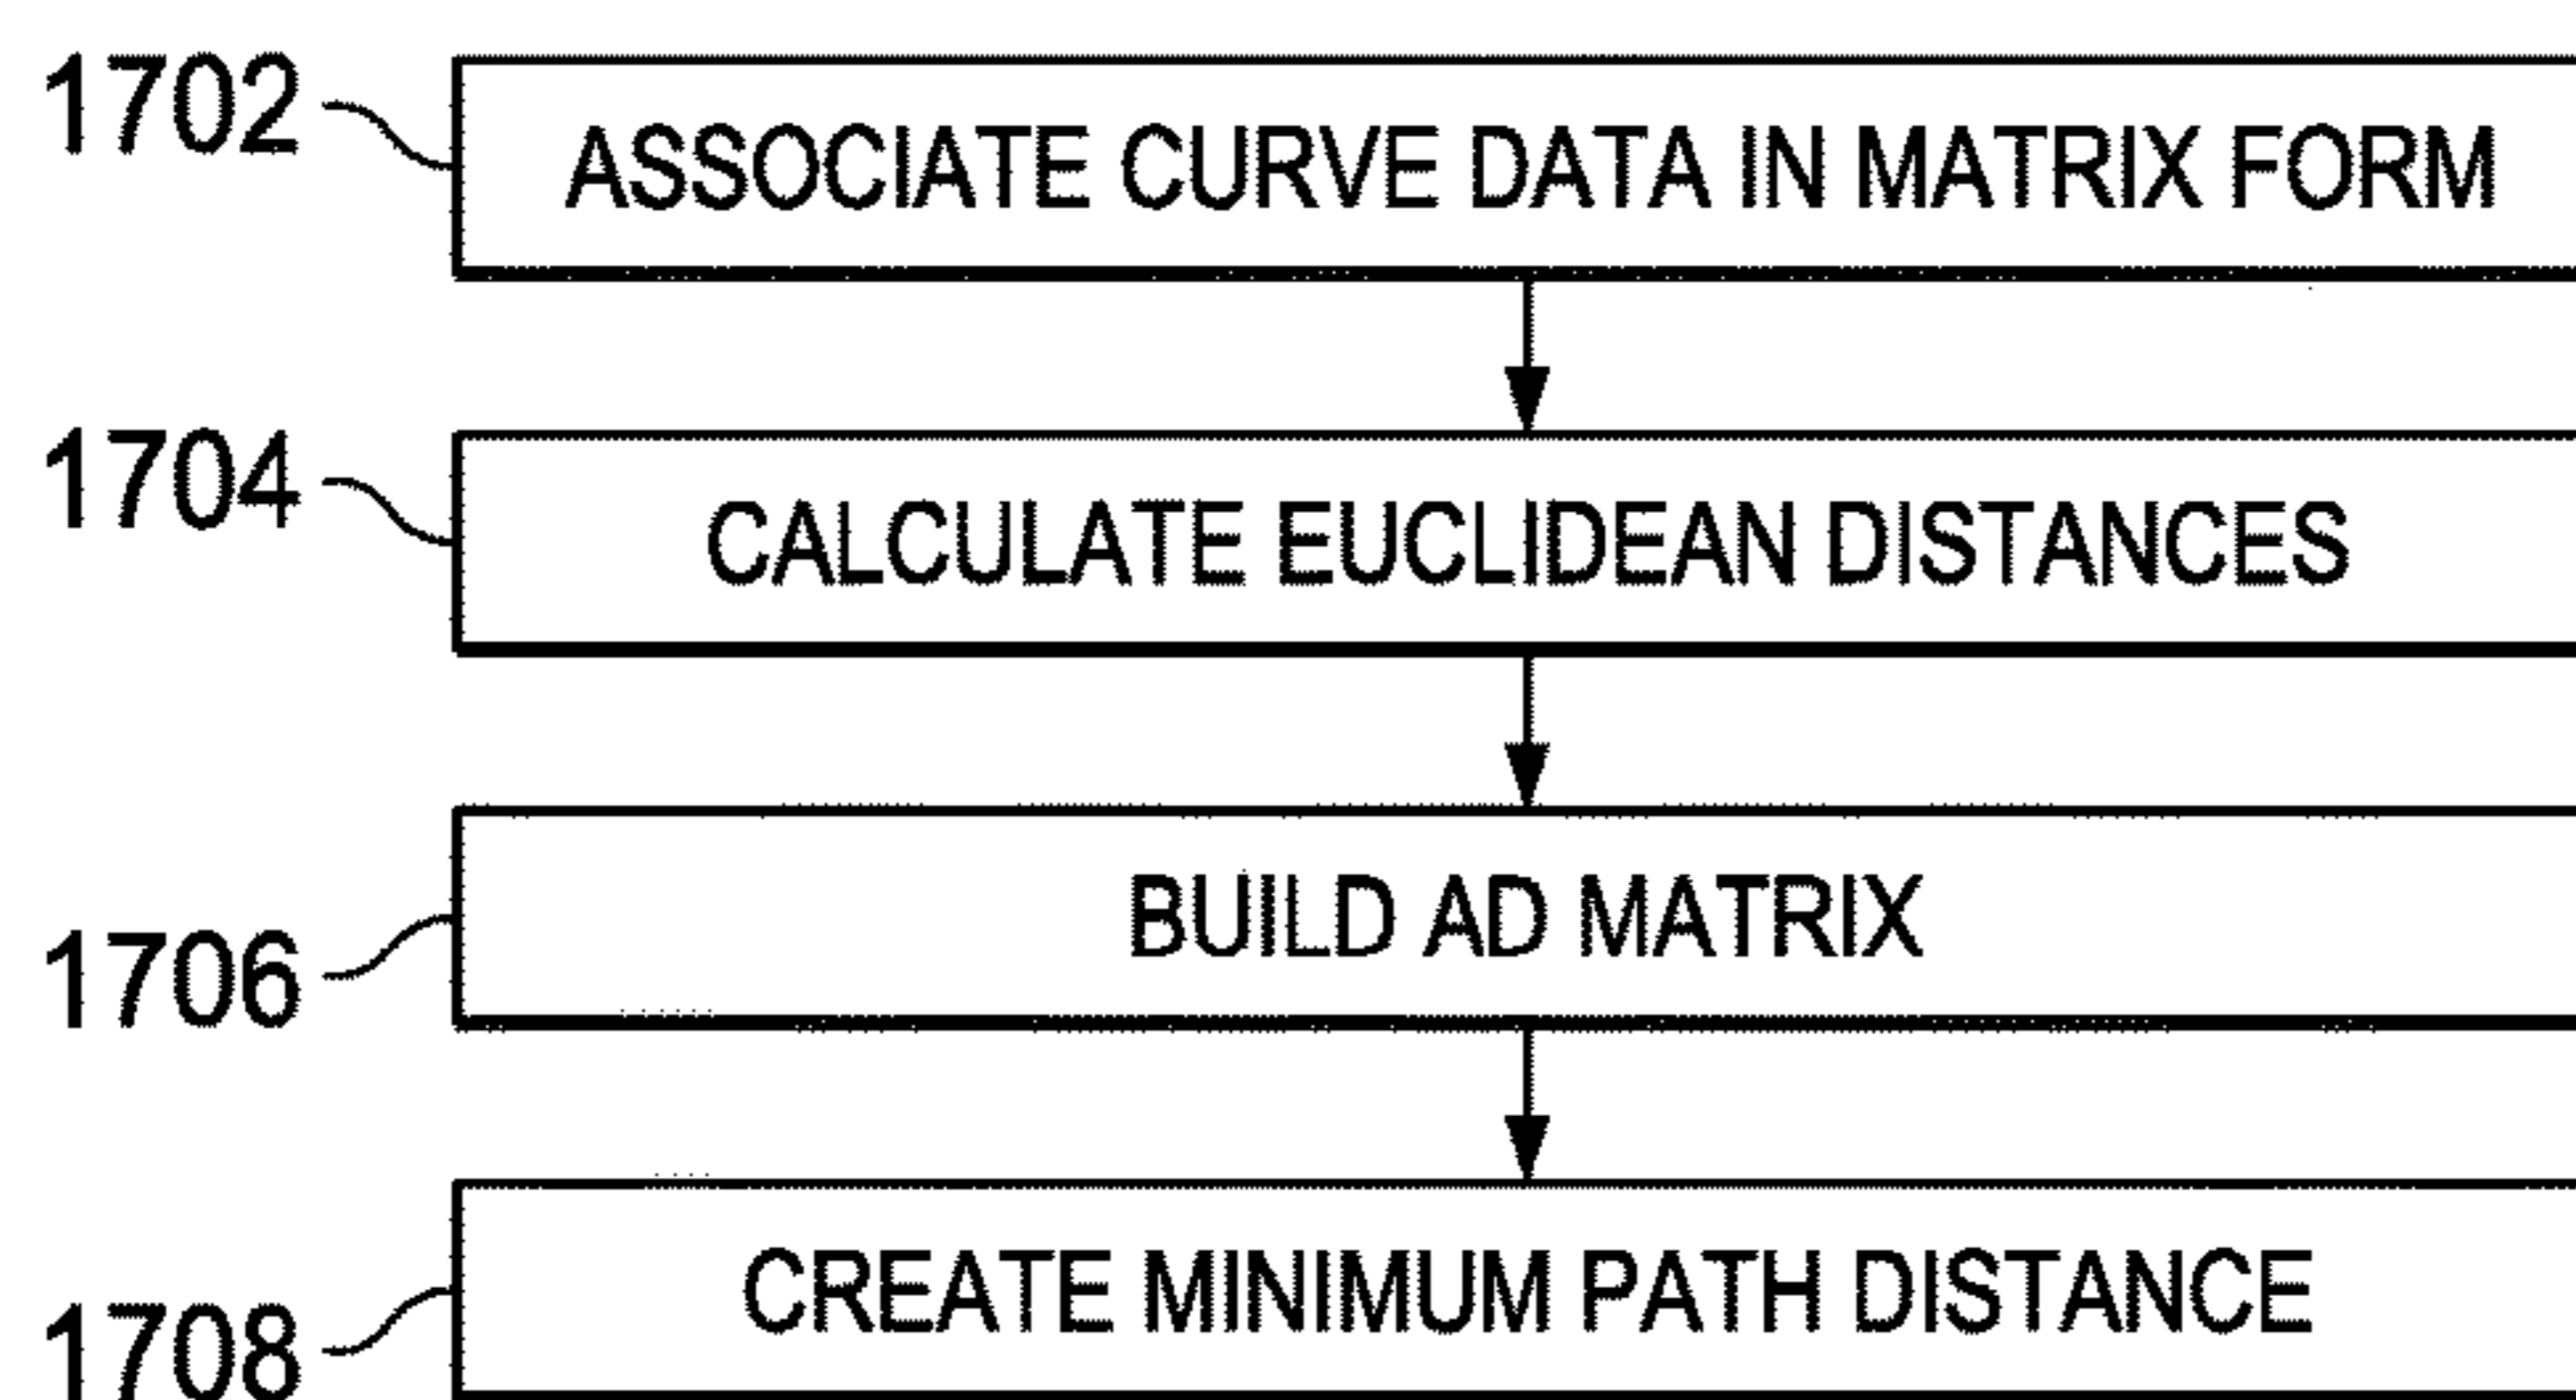 1702 ASSOCIATE CURVE DATA IN MATRIX FORM
1704 CALCULATE EUCLIDEAN DISTANCES
1706 BUILD AD MATRIX
1708 CREATE MINIMUM PATH DISTANCE